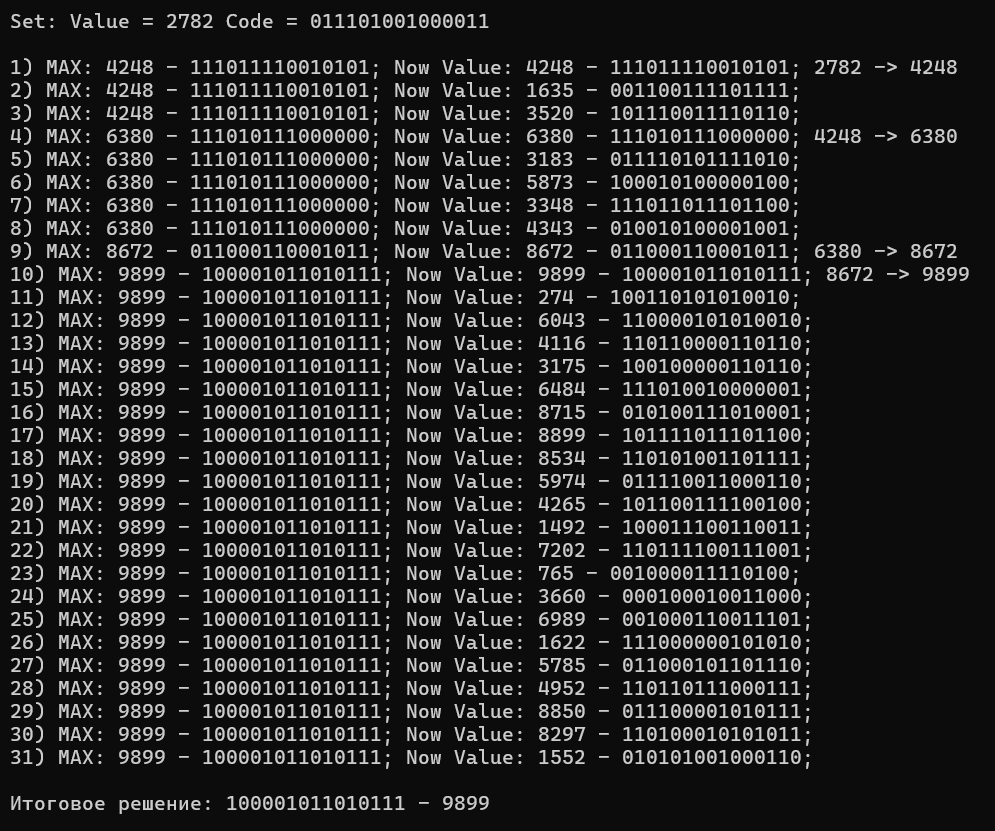 Set: Value = 2782 Code = 011101001000011
1) MAX: 4248 - 111011110010101; Now Value: 4248 - 111011110010101; 2782 -> 4248
2) MAX: 4248 - 111011110010101; Now Value: 1635 - 001100111101111;
3) MAX: 4248 - 111011110010101; Now Value: 3520 - 101110011110110;
4) MAX: 6380 - 111010111000000; Now Value: 6380 - 111010111000000; 4248 -> 6380
5) MAX: 6380 - 111010111000000; Now Value: 3183 - 011110101111010;
6) MAX: 6380 - 111010111000000; Now Value: 5873 - 100010100000100;
7) MAX: 6380 - 111010111000000; Now Value: 3348 - 111011011101100;
8) MAX: 6380 - 111010111000000; Now Value: 4343 - 010010100001001;
9) MAX: 8672 - 011000110001011; Now Value: 8672 - 011000110001011; 6380 -> 8672
10) MAX: 9899 - 100001011010111; Now Value: 9899 - 100001011010111; 8672 -> 9899
11) MAX: 9899 - 100001011010111; Now Value: 274 - 100110101010010;
12) MAX: 9899 - 100001011010111; Now Value: 6043 - 110000101010010;
13) MAX: 9899 - 100001011010111; Now Value: 4116 - 110110000110110;
14) MAX: 9899 - 100001011010111; Now Value: 3175 - 100100000110110;
15) MAX: 9899 - 100001011010111; Now Value: 6484 - 111010010000001;
16) MAX: 9899 - 100001011010111; Now Value: 8715 - 010100111010001;
17) MAX: 9899 - 100001011010111; Now Value: 8899 - 101111011101100;
18) MAX: 9899 - 100001011010111; Now Value: 8534 - 110101001101111;
19) MAX: 9899 - 100001011010111; Now Value: 5974 - 011110011000110;
20) MAX: 9899 - 100001011010111; Now Value: 4265 - 101100111100100;
21) MAX: 9899 - 100001011010111; Now Value: 1492 - 100011100110011;
22) MAX: 9899 - 100001011010111; Now Value: 7202 - 110111100111001;
23) MAX: 9899 - 100001011010111; Now Value: 765 - 001000011110100;
24) MAX: 9899 - 100001011010111; Now Value: 3660 - 000100010011000;
25) MAX: 9899 - 100001011010111; Now Value: 6989 - 001000110011101;
26) MAX: 9899 - 100001011010111; Now Value: 1622 - 111000000101010;
27) MAX: 9899 - 100001011010111; Now Value: 5785 - 011000101101110;
28) MAX: 9899 - 100001011010111; Now Value: 4952 - 110110111000111;
29) MAX: 9899 - 100001011010111; Now Value: 8850 - 011100001010111;
30) MAX: 9899 - 100001011010111; Now Value: 8297 - 110100010101011;
31) MAX: 9899 - 100001011010111; Now Value: 1552 - 010101001000110;
Итоговое решение: 100001011010111 - 9899